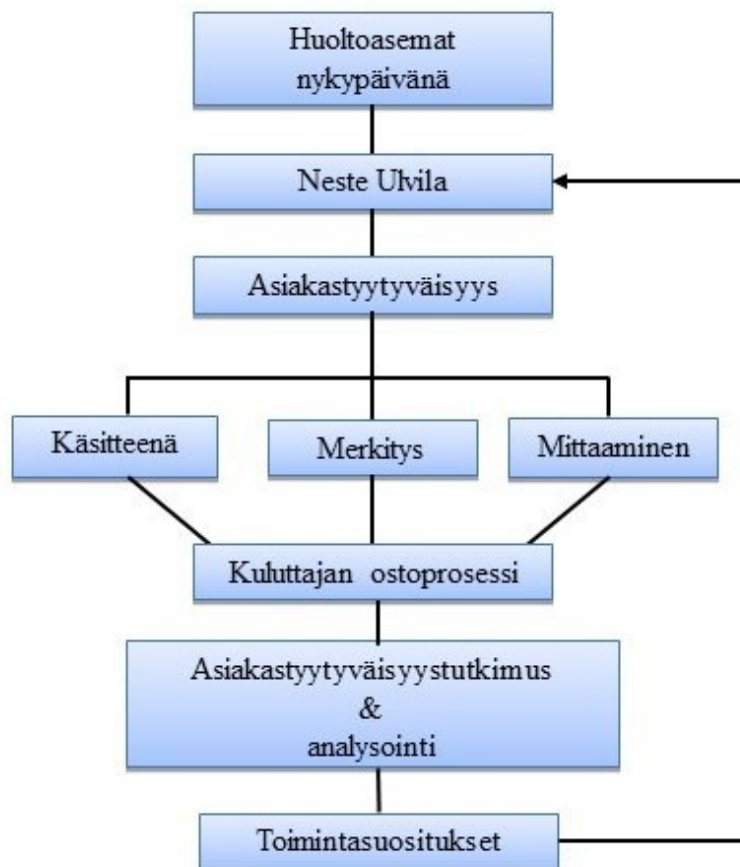 Huoltoasemat
nykypäivänä
Neste Ulvila
Asiakastyytyväisyys
Käsitteenä
Merkitys
Mittaaminen
Kuluttajan ostoprosessi
Asiakastyytyväisyystutkimus
&
analysointi
Toimintasuositukset